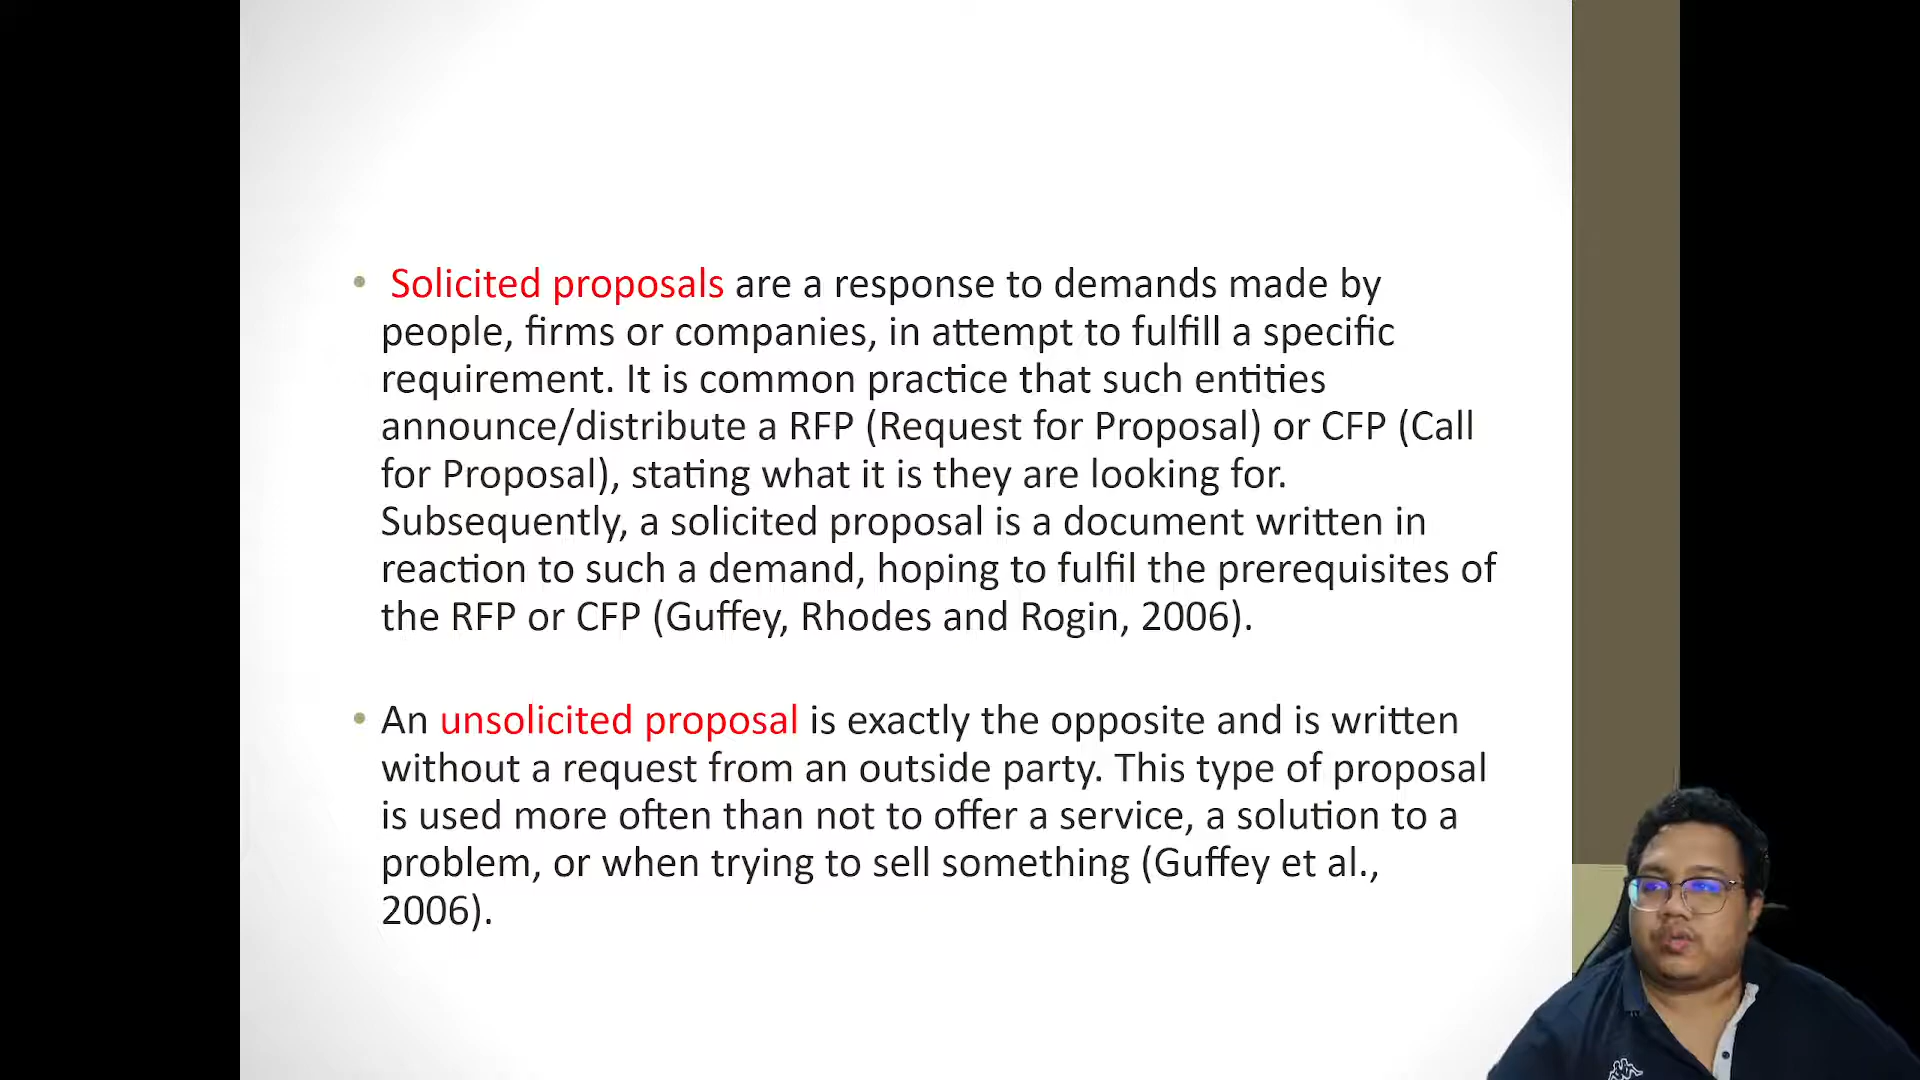 • Solicited proposals are a response to demands made by
people, firms or companies, in attempt to fulfill a specific
requirement. It is common practice that such entities
announce/distribute a RFP (Request for Proposal) or CFP (Call
for Proposal), stating what it is they are looking for.
Subsequently, a solicited proposal is a document written in
reaction to such a demand, hoping to fulfil the prerequisites of
the RFP or CFP (Guffey, Rhodes and Rogin, 2006).
• An unsolicited proposal is exactly the opposite and is written
without a request from an outside party. This type of proposal
is used more often than not to offer a service, a solution to a
problem, or when trying to sell something (Guffey et al.,
2006).